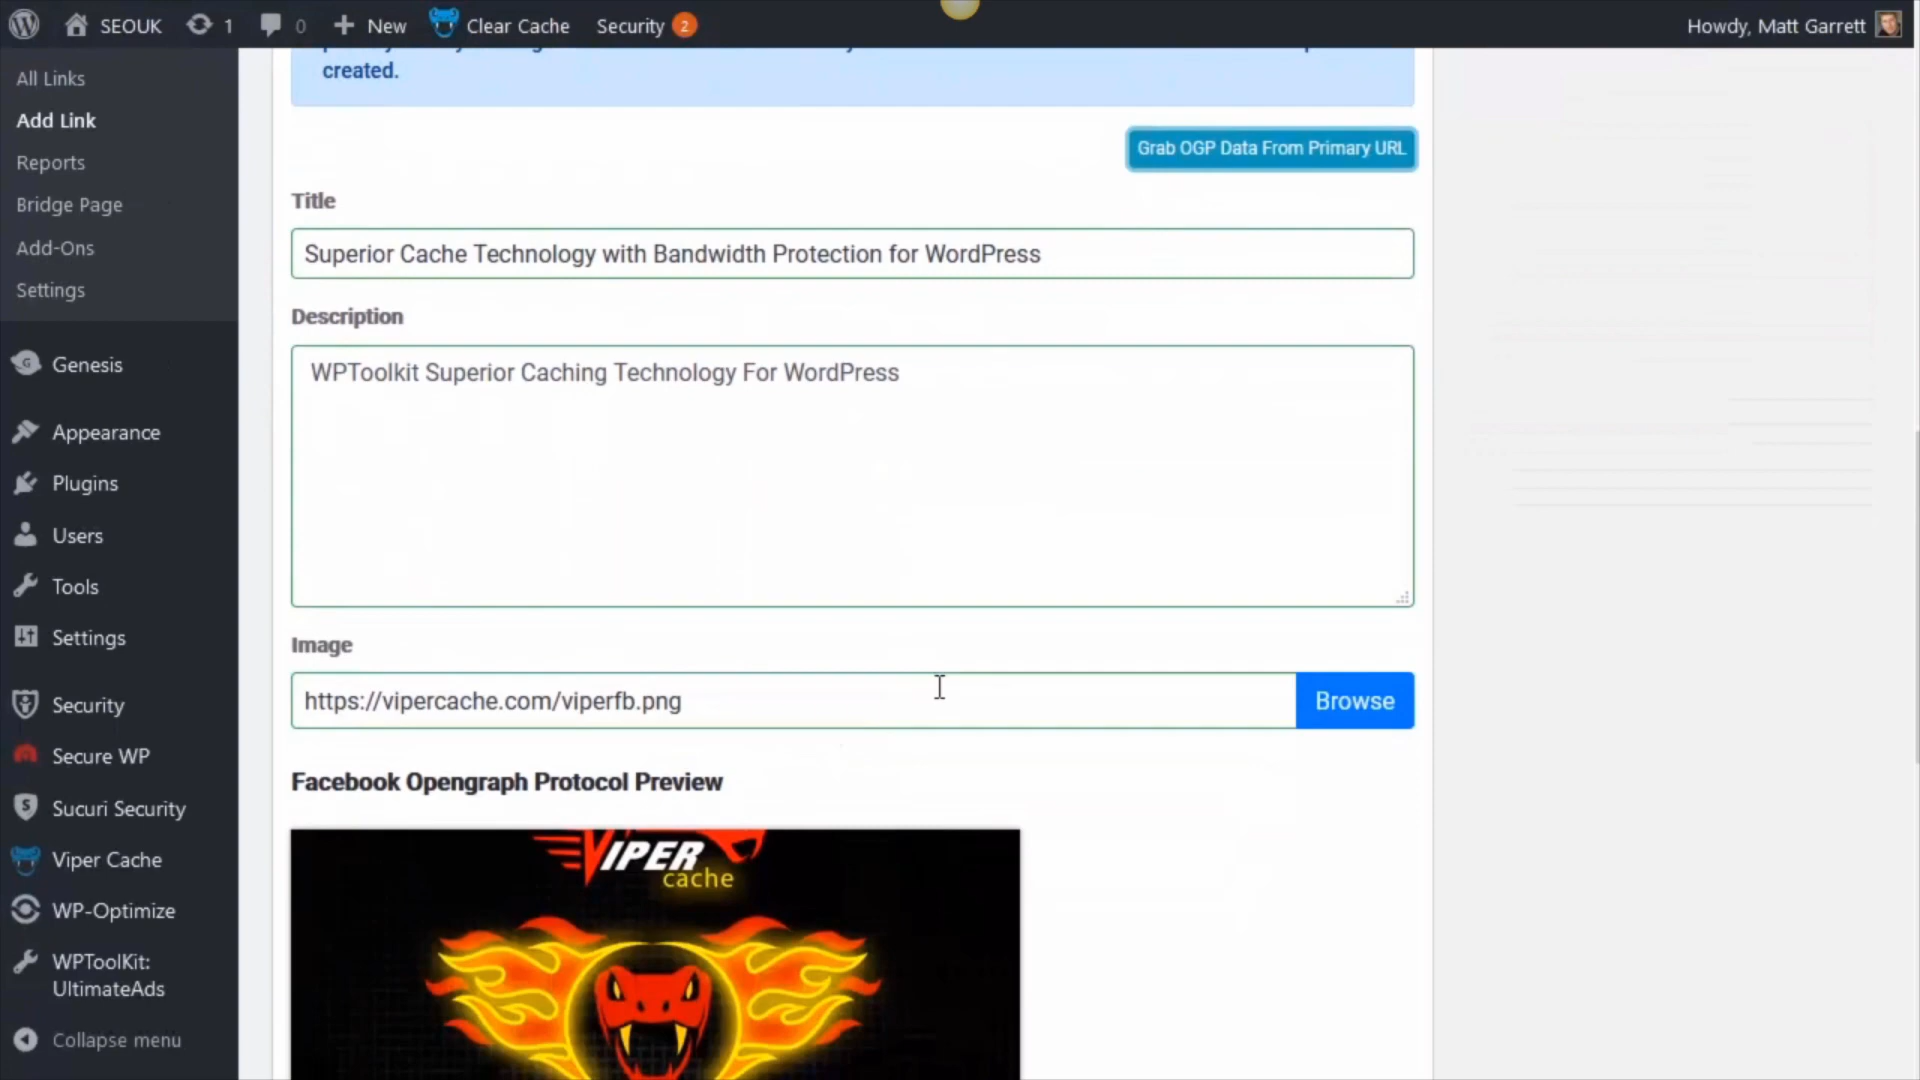 SEOUK 1 0 New Clear Cache Security 2 Howdy, Matt Garrett
All Links
Add Link
Reports
Bridge Page
Add-Ons
Settings
Genesis
Appearance
Plugins
Users
Tools
Settings
Security
Secure WP
Sucuri Security
Viper Cache
WP-Optimize
WPToolKit:
UltimateAds
Collapse menu
created.
Grab OGP Data From Primary URL
Title
Superior Cache Technology with Bandwidth Protection for WordPress
Description
WPToolkit Superior Caching Technology For WordPress
Image
https://vipercache.com/viperfb.png
Browse
Facebook Opengraph Protocol Preview
VIPER
cache